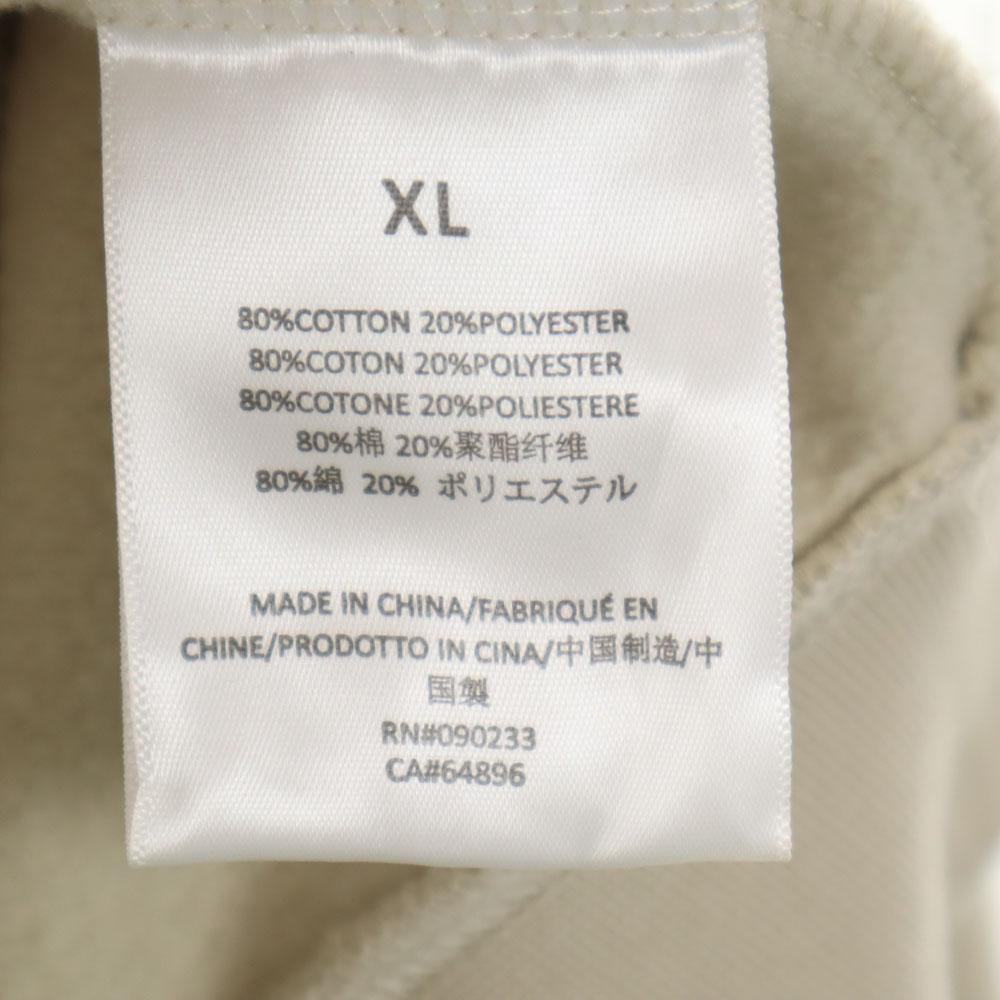 XL
80%COTTON 20%POLYESTER
80%COTON 20%POLYESTER
80%COTONE 20%POLIESTERE
80%棉 20%聚酯纤维
80%綿 20% ポリエステル
MADE IN CHINA/FABRIQUÉ EN
CHINE/PRODOTTO IN CINA/中国制造/中
国製
RN#090233
CA#64896